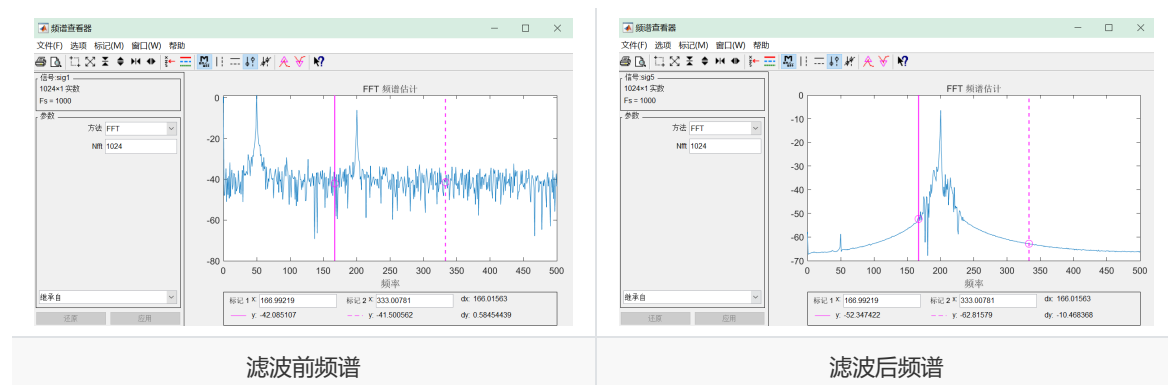 频谱查看器
文件(F) 选项 标记(M) 窗口(W) 帮助
信号:sig1
1024×1 实数
Fs = 1000
参数
方法 FFT
Nfft 1024
继承自
还原 应用
FFT 频谱估计
0
-20
-40
-60
-80
0 50 100 150 200 250 300 350 400 450 500
频率
标记 1 X: 166.99219 标记 2 X: 333.00781 dx: 166.01563
y: -42.085107 y: -41.500562 dy: 0.58454439
滤波前频谱
频谱查看器
文件(F) 选项 标记(M) 窗口(W) 帮助
信号:sig5
1024×1 实数
Fs = 1000
参数
方法 FFT
Nfft 1024
继承自
还原 应用
FFT 频谱估计
0
-10
-20
-30
-40
-50
-60
-70
0 50 100 150 200 250 300 350 400 450 500
频率
标记 1 X: 166.99219 标记 2 X: 333.00781 dx: 166.01563
y: -52.347422 y: -62.81579 dy: -10.468368
滤波后频谱